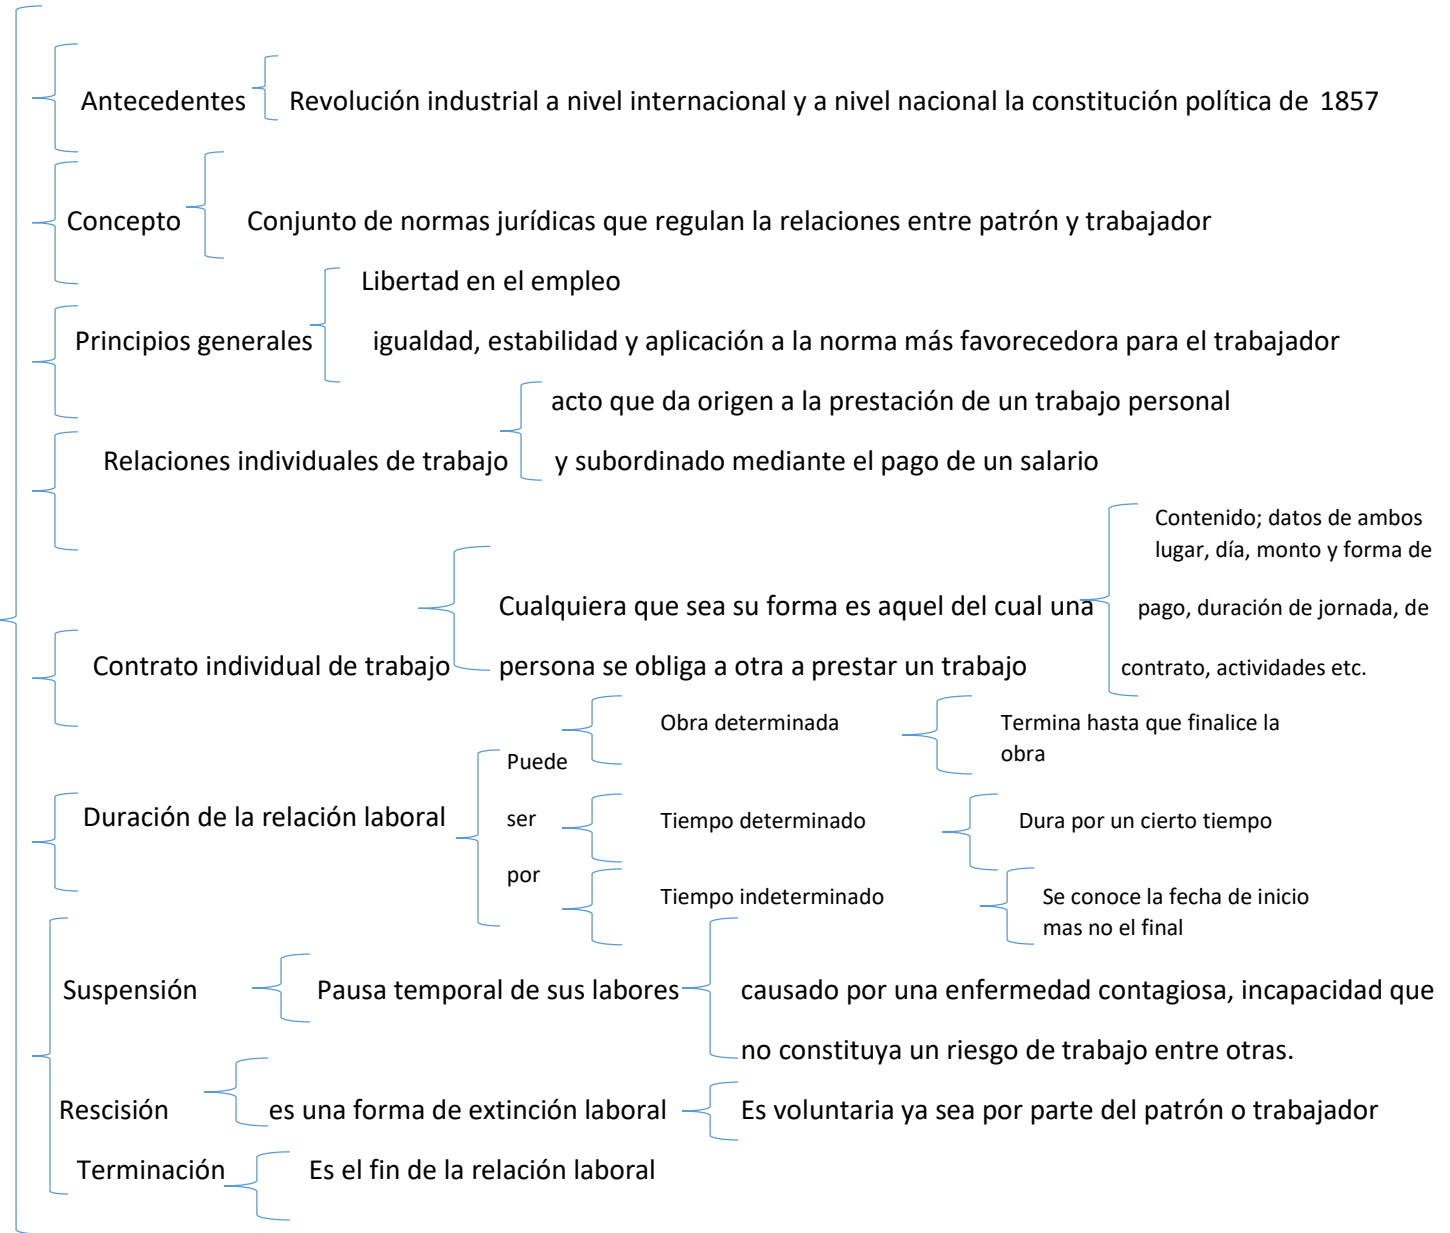 Antecedentes
Revolución industrial a nivel internacional y a nivel nacional la constitución política de 1857
Concepto
Conjunto de normas jurídicas que regulan la relaciones entre patrón y trabajador
Libertad en el empleo
Principios generales
igualdad, estabilidad y aplicación a la norma más favorecedora para el trabajador
acto que da origen a la prestación de un trabajo personal
Relaciones individuales de trabajo
y subordinado mediante el pago de un salario
Contrato individual de trabajo
Cualquiera que sea su forma es aquel del cual una
persona se obliga a otra a prestar un trabajo
Contenido; datos de ambos
lugar, día, monto y forma de
pago, duración de jornada, de
contrato, actividades etc.
Duración de la relación laboral
Puede
ser
por
Obra determinada
Termina hasta que finalice la
obra
Tiempo determinado
Dura por un cierto tiempo
Tiempo indeterminado
Se conoce la fecha de inicio
mas no el final
Suspensión
Pausa temporal de sus labores
causado por una enfermedad contagiosa, incapacidad que
no constituya un riesgo de trabajo entre otras.
Rescisión
es una forma de extinción laboral
Es voluntaria ya sea por parte del patrón o trabajador
Terminación
Es el fin de la relación laboral